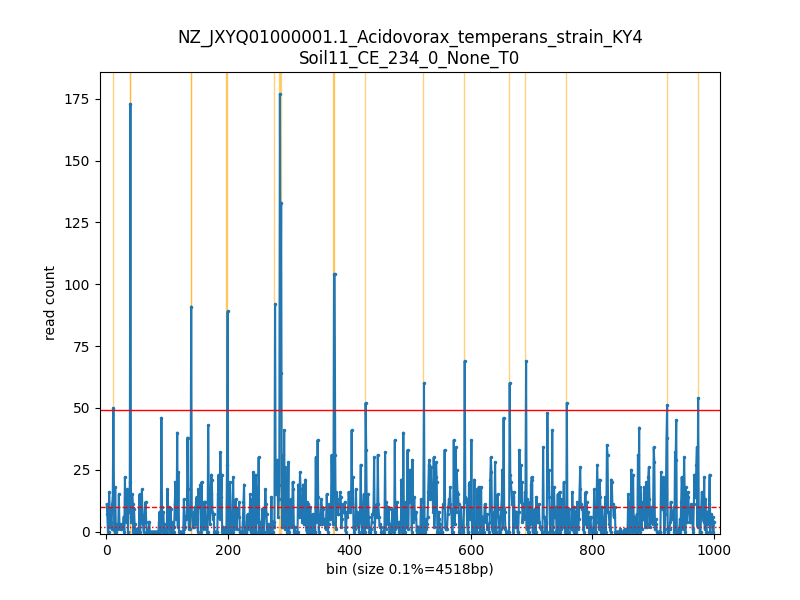 NZ_JXYQ01000001.1_Acidovorax_temperans_strain_KY4
Soil11_CE_234_0_None_T0
175
150
125
100
75
50
25
0
read count
0 200 400 600 800 1000
bin (size 0.1%=4518bp)